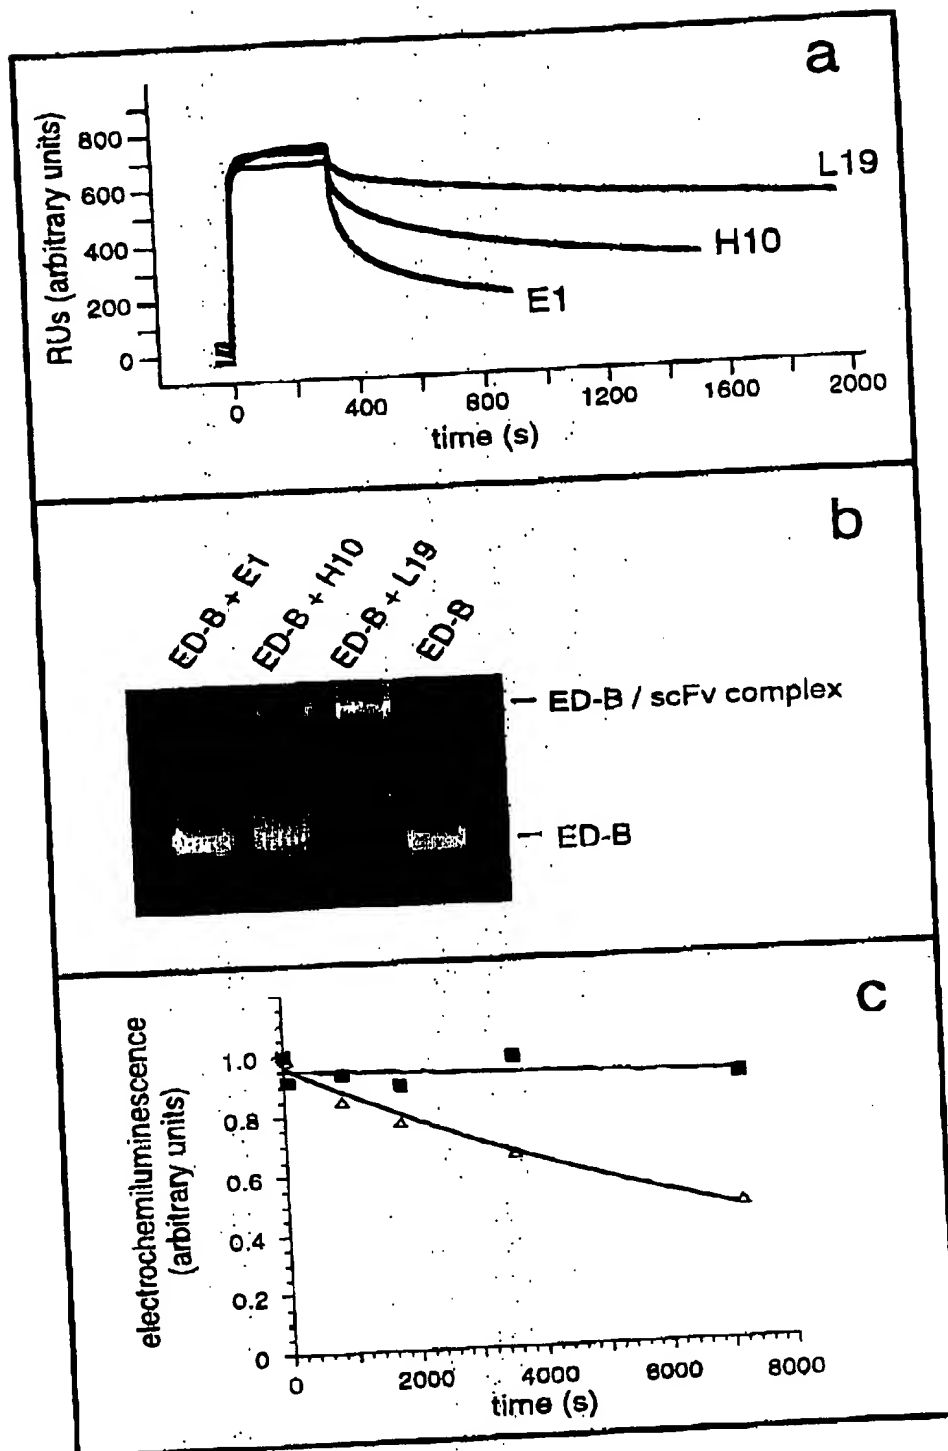 a
RUs (arbitrary units)
800
600
400
200
0
L19
H10
E1
0 400 800 1200 1600 2000
time (s)
b
ED-B + E1
ED-B + H10
ED-B + L19
ED-B
ED-B / scFv complex
ED-B
c
electrochemiluminescence
(arbitrary units)
1.0
0.8
0.6
0.4
0.2
0
0 2000 4000 6000 8000
time (s)